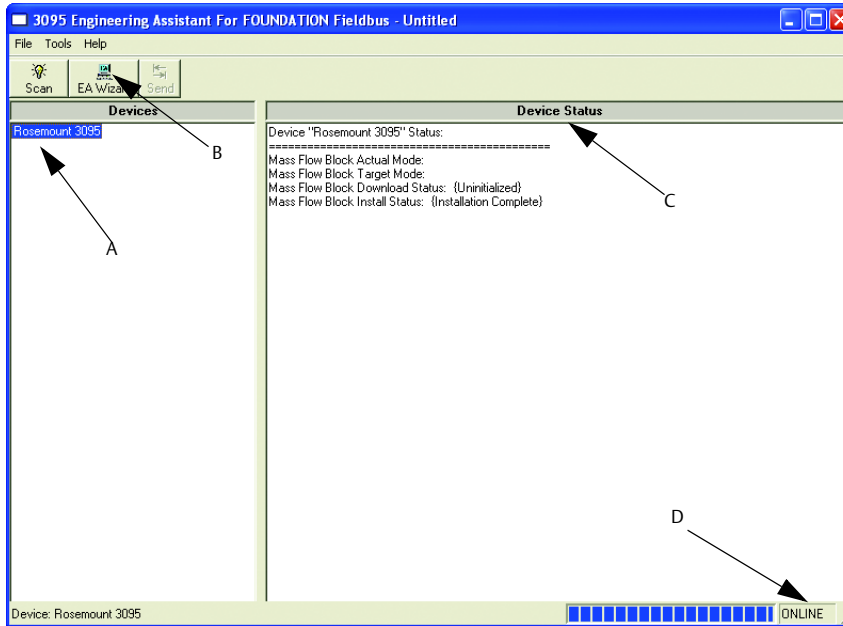 3095 Engineering Assistant For FOUNDATION Fieldbus - Untitled
File Tools Help
Scan EA Wizard Send
Devices
Device Status
Rosemount 3095
Device "Rosemount 3095" Status:
==============================================
Mass Flow Block Actual Mode:
Mass Flow Block Target Mode:
Mass Flow Block Download Status: {Uninitialized}
Mass Flow Block Install Status: {Installation Complete}
A
B
C
D
Device: Rosemount 3095
ONLINE